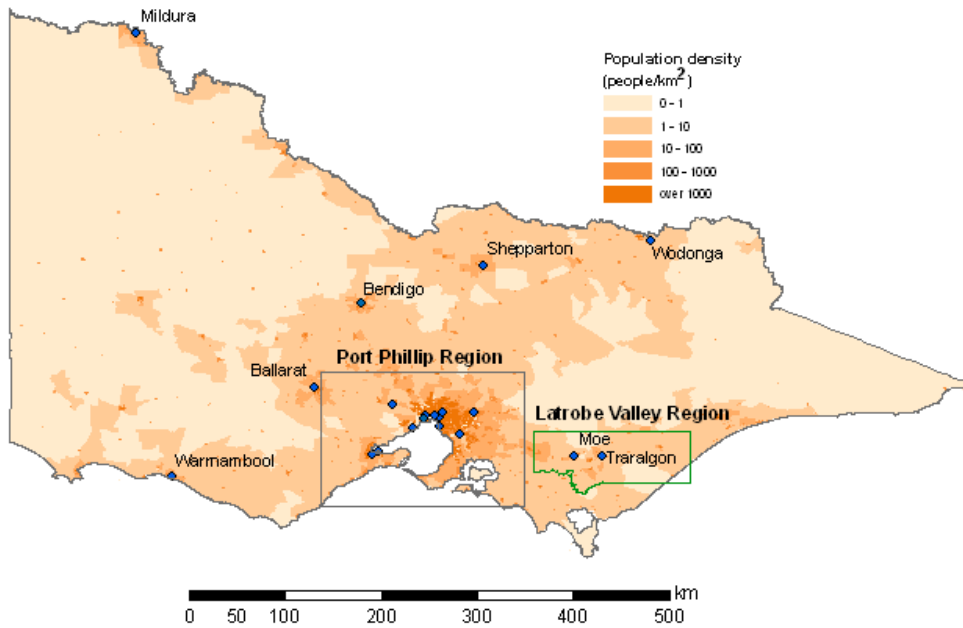 Mildura
Population density
(people/km²)
0 - 1
1 - 10
10 - 100
100 - 1000
over 1000
Shepparton
Wodonga
Bendigo
Port Phillip Region
Ballarat
Latrobe Valley Region
Moe
Traralgon
Warrnambool
km
0 100 200 300 400 500